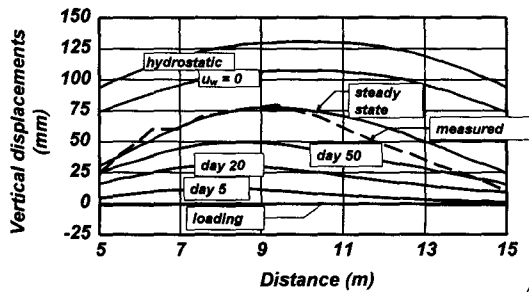 150
125
100
75
50
25
0
-25
Vertical displacements
(mm)
hydrostatic
u_w = 0
steady
state
measured
day 50
day 20
day 5
loading
5
7
9
11
13
15
Distance (m)